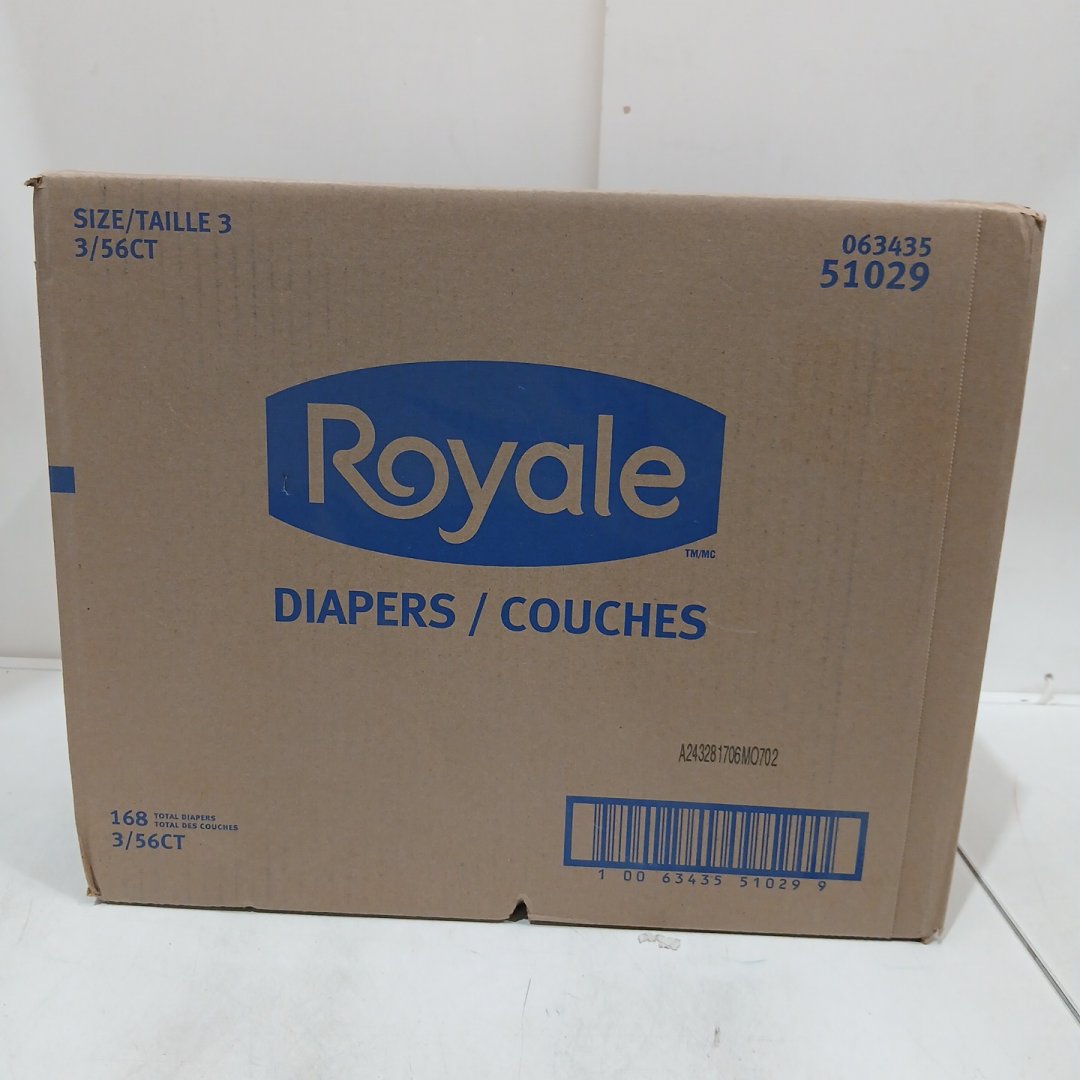 SIZE/TAILLE 3
3/56CT
063435
51029
Royale
TM/MC
DIAPERS / COUCHES
A243281706MO702
168 TOTAL DIAPERS
TOTAL DES COUCHES
3/56CT
1 00 63435 51029 9